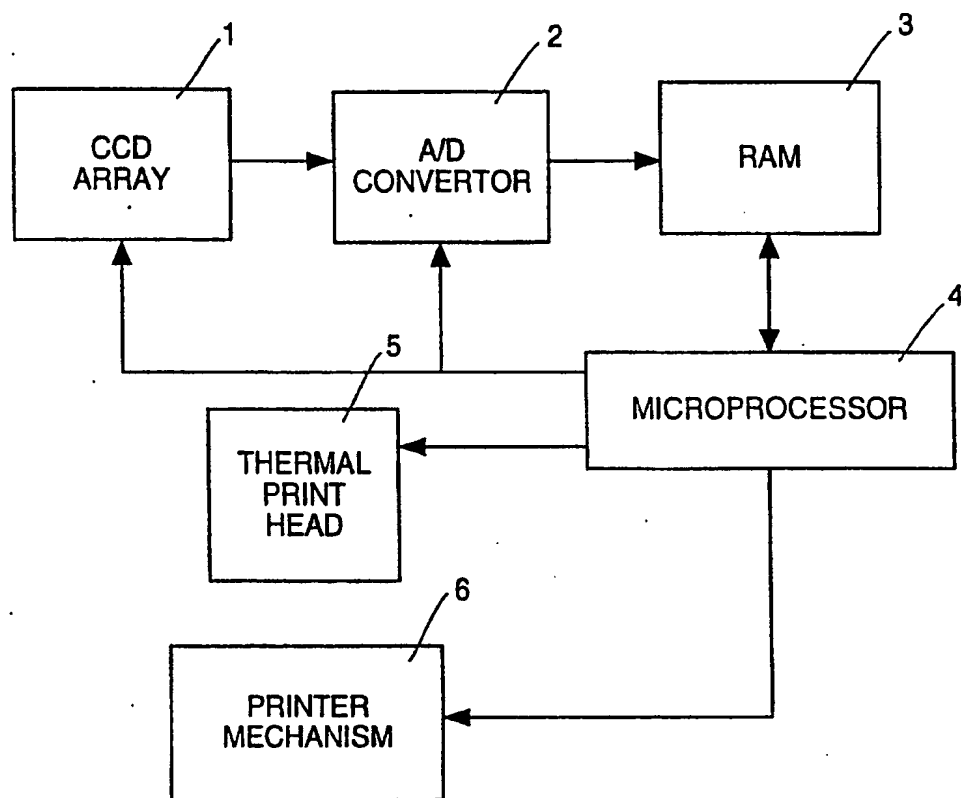 1
2
3
CCD
ARRAY
A/D
CONVERTOR
RAM
4
5
MICROPROCESSOR
THERMAL
PRINT
HEAD
6
PRINTER
MECHANISM